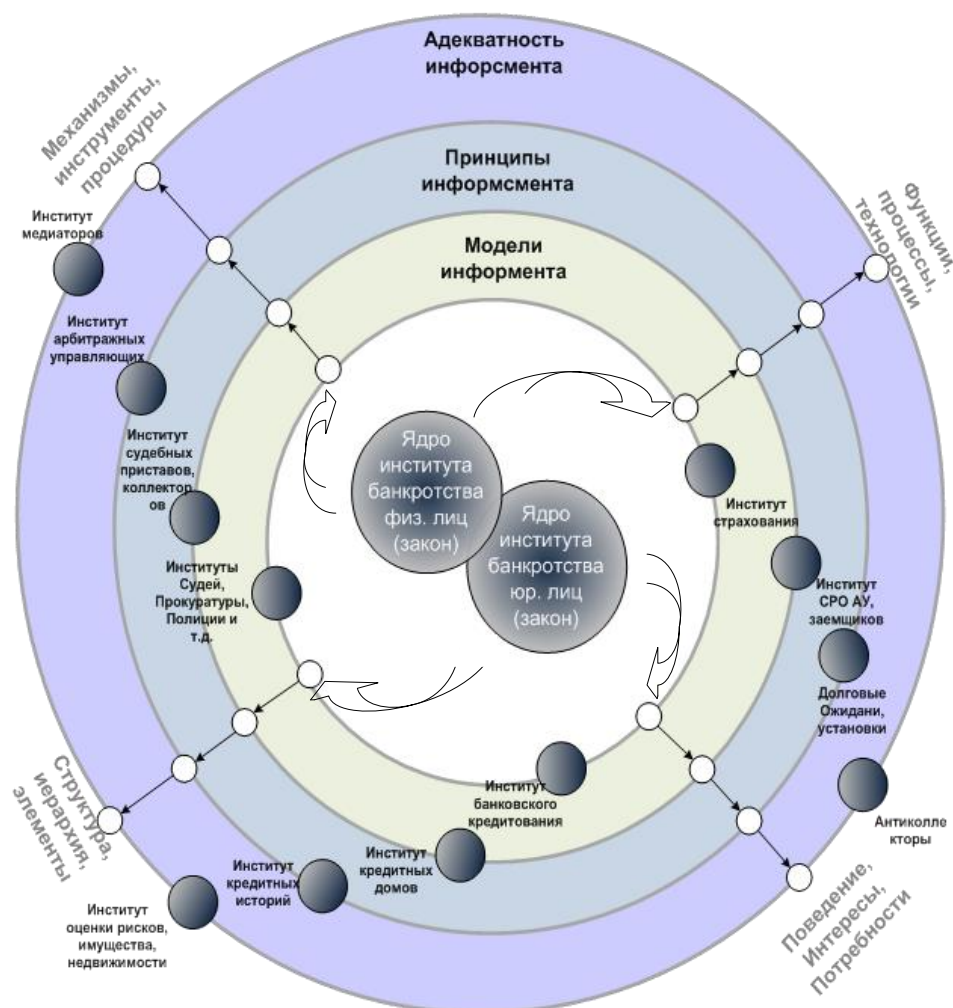 Адекватность
инфорсмента
Механизмы,
инструменты,
процедуры
Принципы
информсмента
Функции,
процессы,
технологии
Институт
медиаторов
Модели
информента
Институт
арбитражных
управляющих
Ядро
института
банкротства
физ. лиц
(закон)
Институт
судебных
приставов,
коллектор
ов
Ядро
института
банкротства
юр. лиц
(закон)
Институт
страхования
Институты
Судей,
Прокуратуры,
Полиции и
т.д.
Институт
СРО АУ,
заемщиков
Долговые
Ожидани,
установки
Структура,
иерархия,
элементы
Институт
банковского
кредитования
Антиколле
кторы
Институт
кредитных
домов
Институт
кредитных
историй
Поведение,
Интересы,
Потребности
Институт
оценки рисков,
имущества,
недвижимости